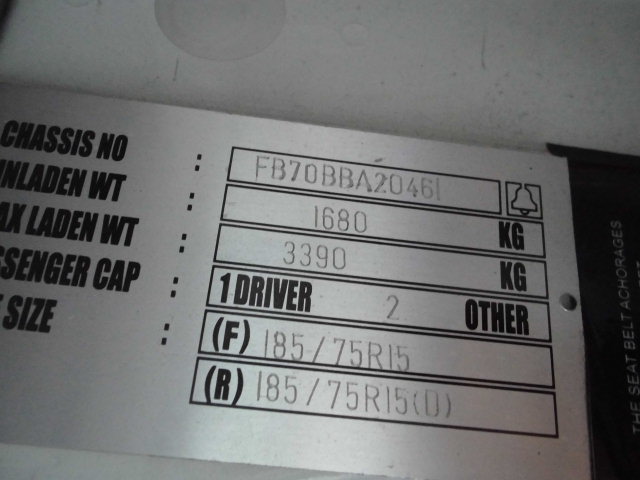 CHASSIS NO : FB70BBA20461
UNLADEN WT : 1680 KG
MAX LADEN WT : 3390 KG
SSENGER CAP : 1 DRIVER 2 OTHER
E SIZE : (F) 185/75R15
(R) 185/75R15(D)
THE SEAT BELT ACHORAGES